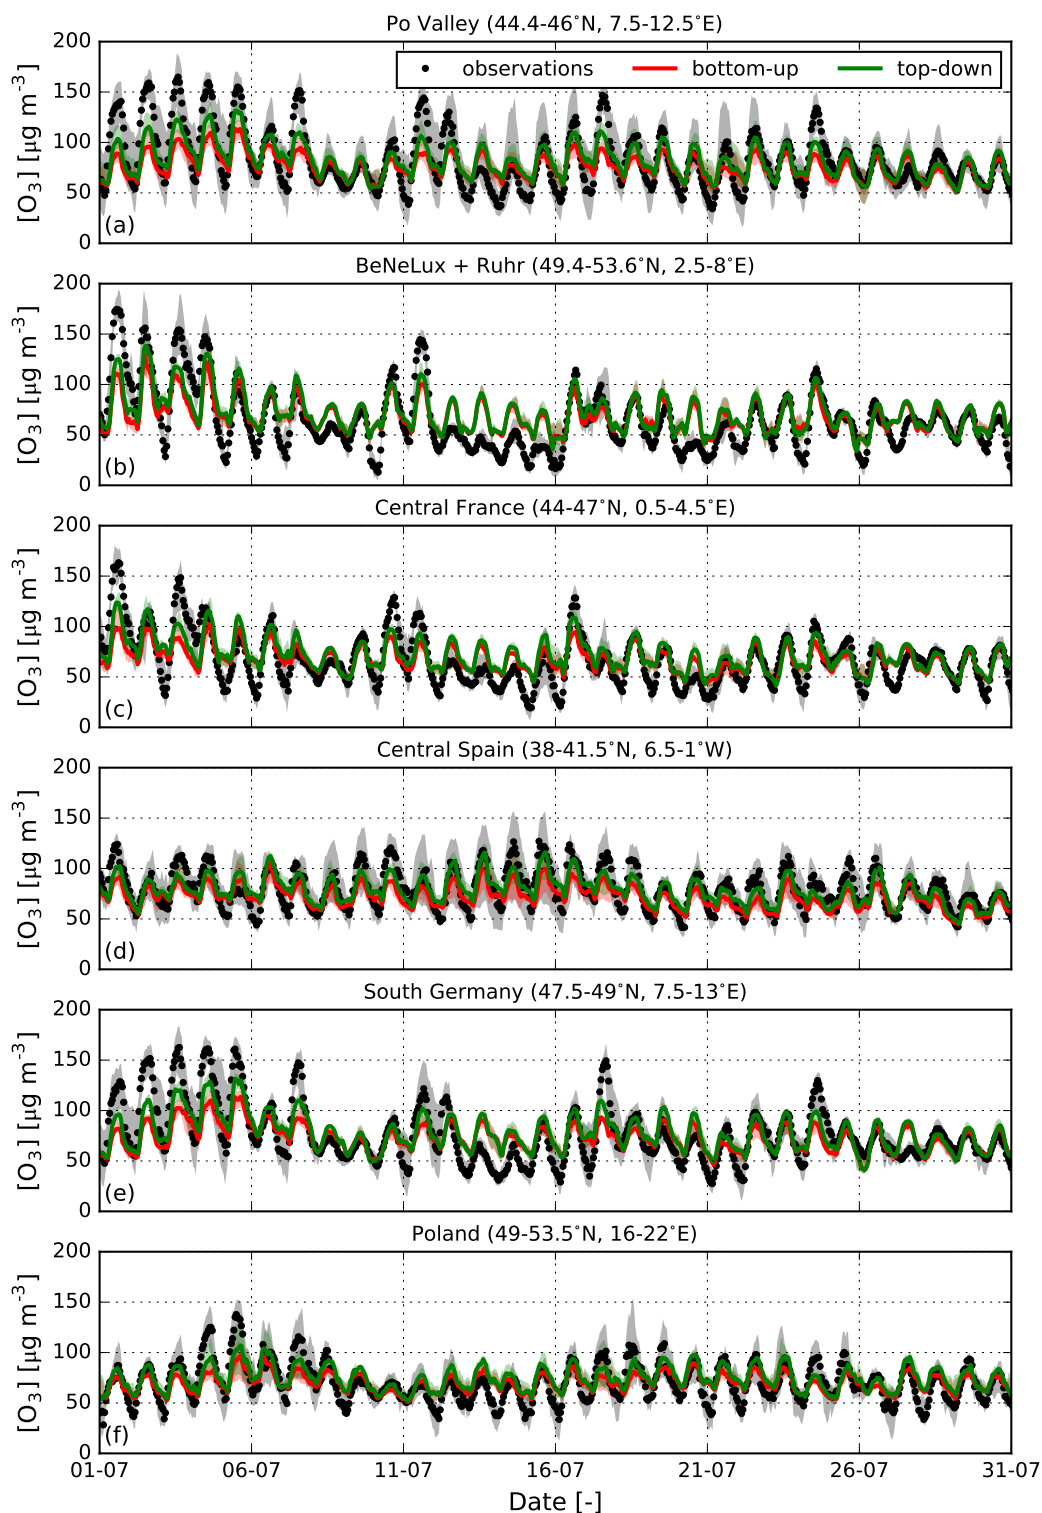 Po Valley (44.4-46˚N, 7.5-12.5˚E)
200
150
100
50
0
[O3] [μg m-3]
observations
bottom-up
top-down
(a)
BeNeLux + Ruhr (49.4-53.6˚N, 2.5-8˚E)
200
150
100
50
0
[O3] [μg m-3]
(b)
Central France (44-47˚N, 0.5-4.5˚E)
200
150
100
50
0
[O3] [μg m-3]
(c)
Central Spain (38-41.5˚N, 6.5-1˚W)
200
150
100
50
0
[O3] [μg m-3]
(d)
South Germany (47.5-49˚N, 7.5-13˚E)
200
150
100
50
0
[O3] [μg m-3]
(e)
Poland (49-53.5˚N, 16-22˚E)
200
150
100
50
0
[O3] [μg m-3]
(f)
01-07 06-07 11-07 16-07 21-07 26-07 31-07
Date [-]